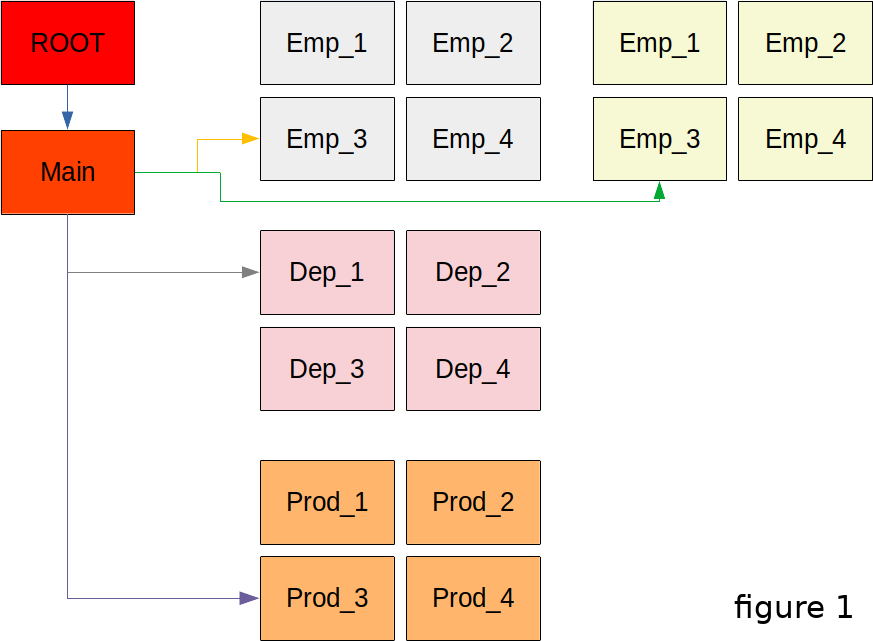 ROOT
Emp_1
Emp_2
Emp_1
Emp_2
Main
Emp_3
Emp_4
Emp_3
Emp_4
Dep_1
Dep_2
Dep_3
Dep_4
Prod_1
Prod_2
Prod_3
Prod_4
figure 1